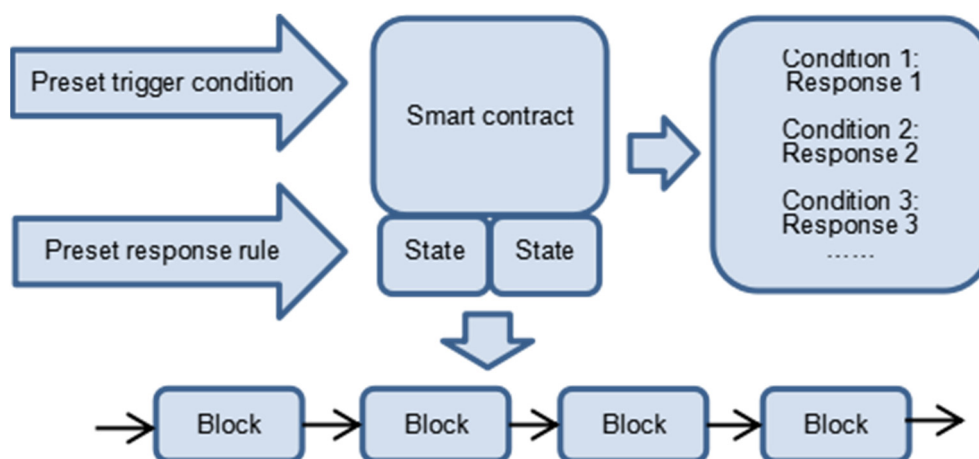 Preset trigger condition
Smart contract
Condition 1:
Response 1
Condition 2:
Response 2
Condition 3:
Response 3
......
Preset response rule
State
State
Block
Block
Block
Block